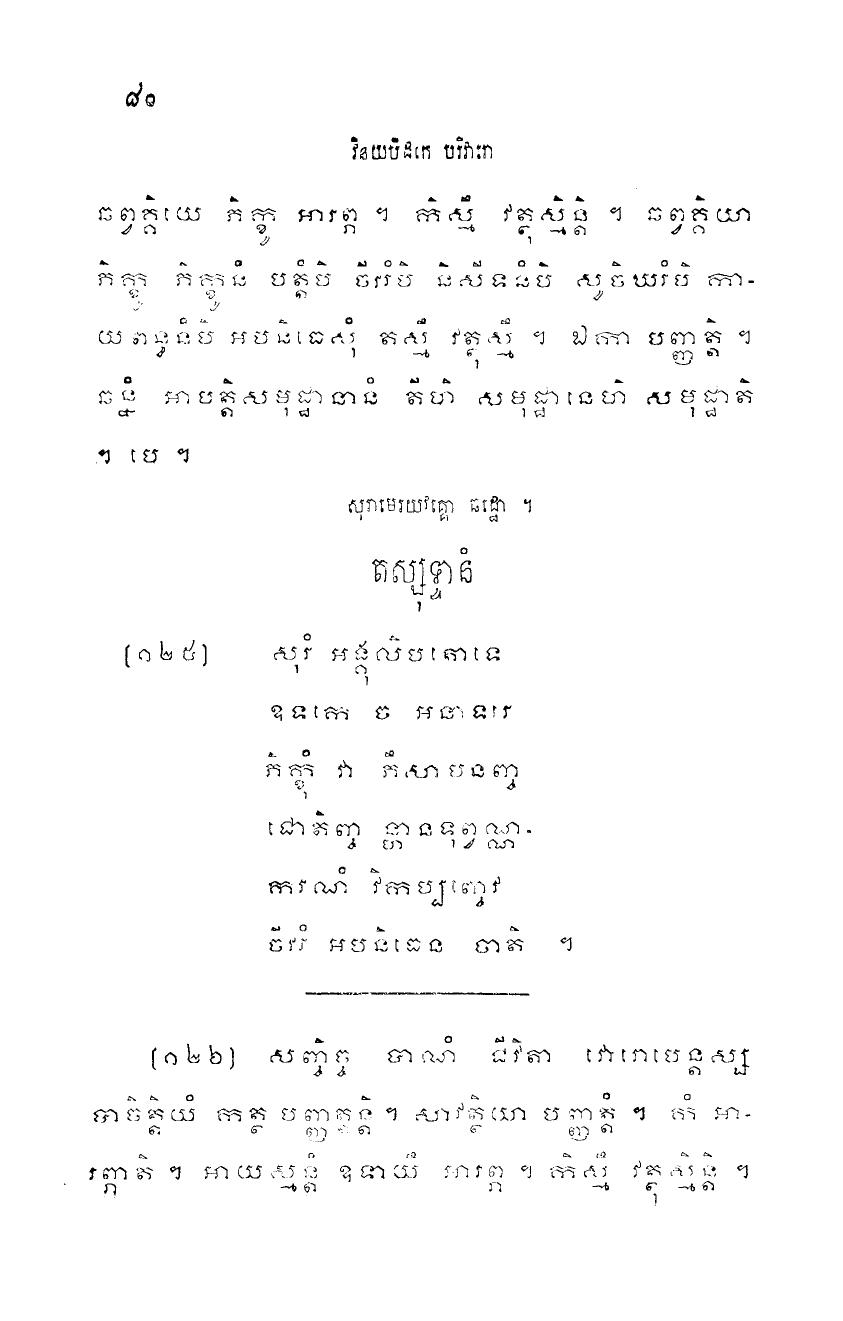 ៨០
វិនយបិដកេ បរិវារោ
ឆព្វគ្គិយេ ភិក្ខូ អារព្ភ ។ កិស្មឹ វត្ថុស្មិន្តិ ។ ឆព្វគ្គិយា
ភិក្ខូ ភិក្ខូនំ បត្តំបិ ចីវរំបិ និសីទនំបិ សូចិឃរំបិ កា-
យពន្ធនំបិ អបនិធេសុំ តស្មឹ វត្ថុស្មឹ ។ ឯកា បញ្ញត្តិ ។
ឆន្នំ អាបត្តិសមុដ្ឋានានំ តីហិ សមុដ្ឋានេហិ សមុដ្ឋាតិ
។ បេ ។
សុរាមេរយវគ្គោ ឆដ្ឋោ ។
តស្សុទ្ទានំ
[១២៥] សុរំ អង្គុលិបតោទេ
ឧទកេ ច អនាទរេ
ភិក្ខុំ វា ភឹសាបនញ្ច
ជោតិញ្ច ន្ហានទុព្វណ្ណ-
ករណំ វិកប្បញ្ចេវ
ចីវរំ អបនិធេន ចាតិ ។
[១២៦] សញ្ចិច្ច បាណំ ជីវិតា វោរោបេន្តស្ស
បាចិត្តិយំ កត្ថ បញ្ញត្តន្តិ ។ សាវត្ថិយា បញ្ញត្តំ ។ កំ អា-
រព្ភាតិ ។ អាយស្មន្តំ ឧទាយឹ អារព្ភ ។ កិស្មឹ វត្ថុស្មិន្តិ ។